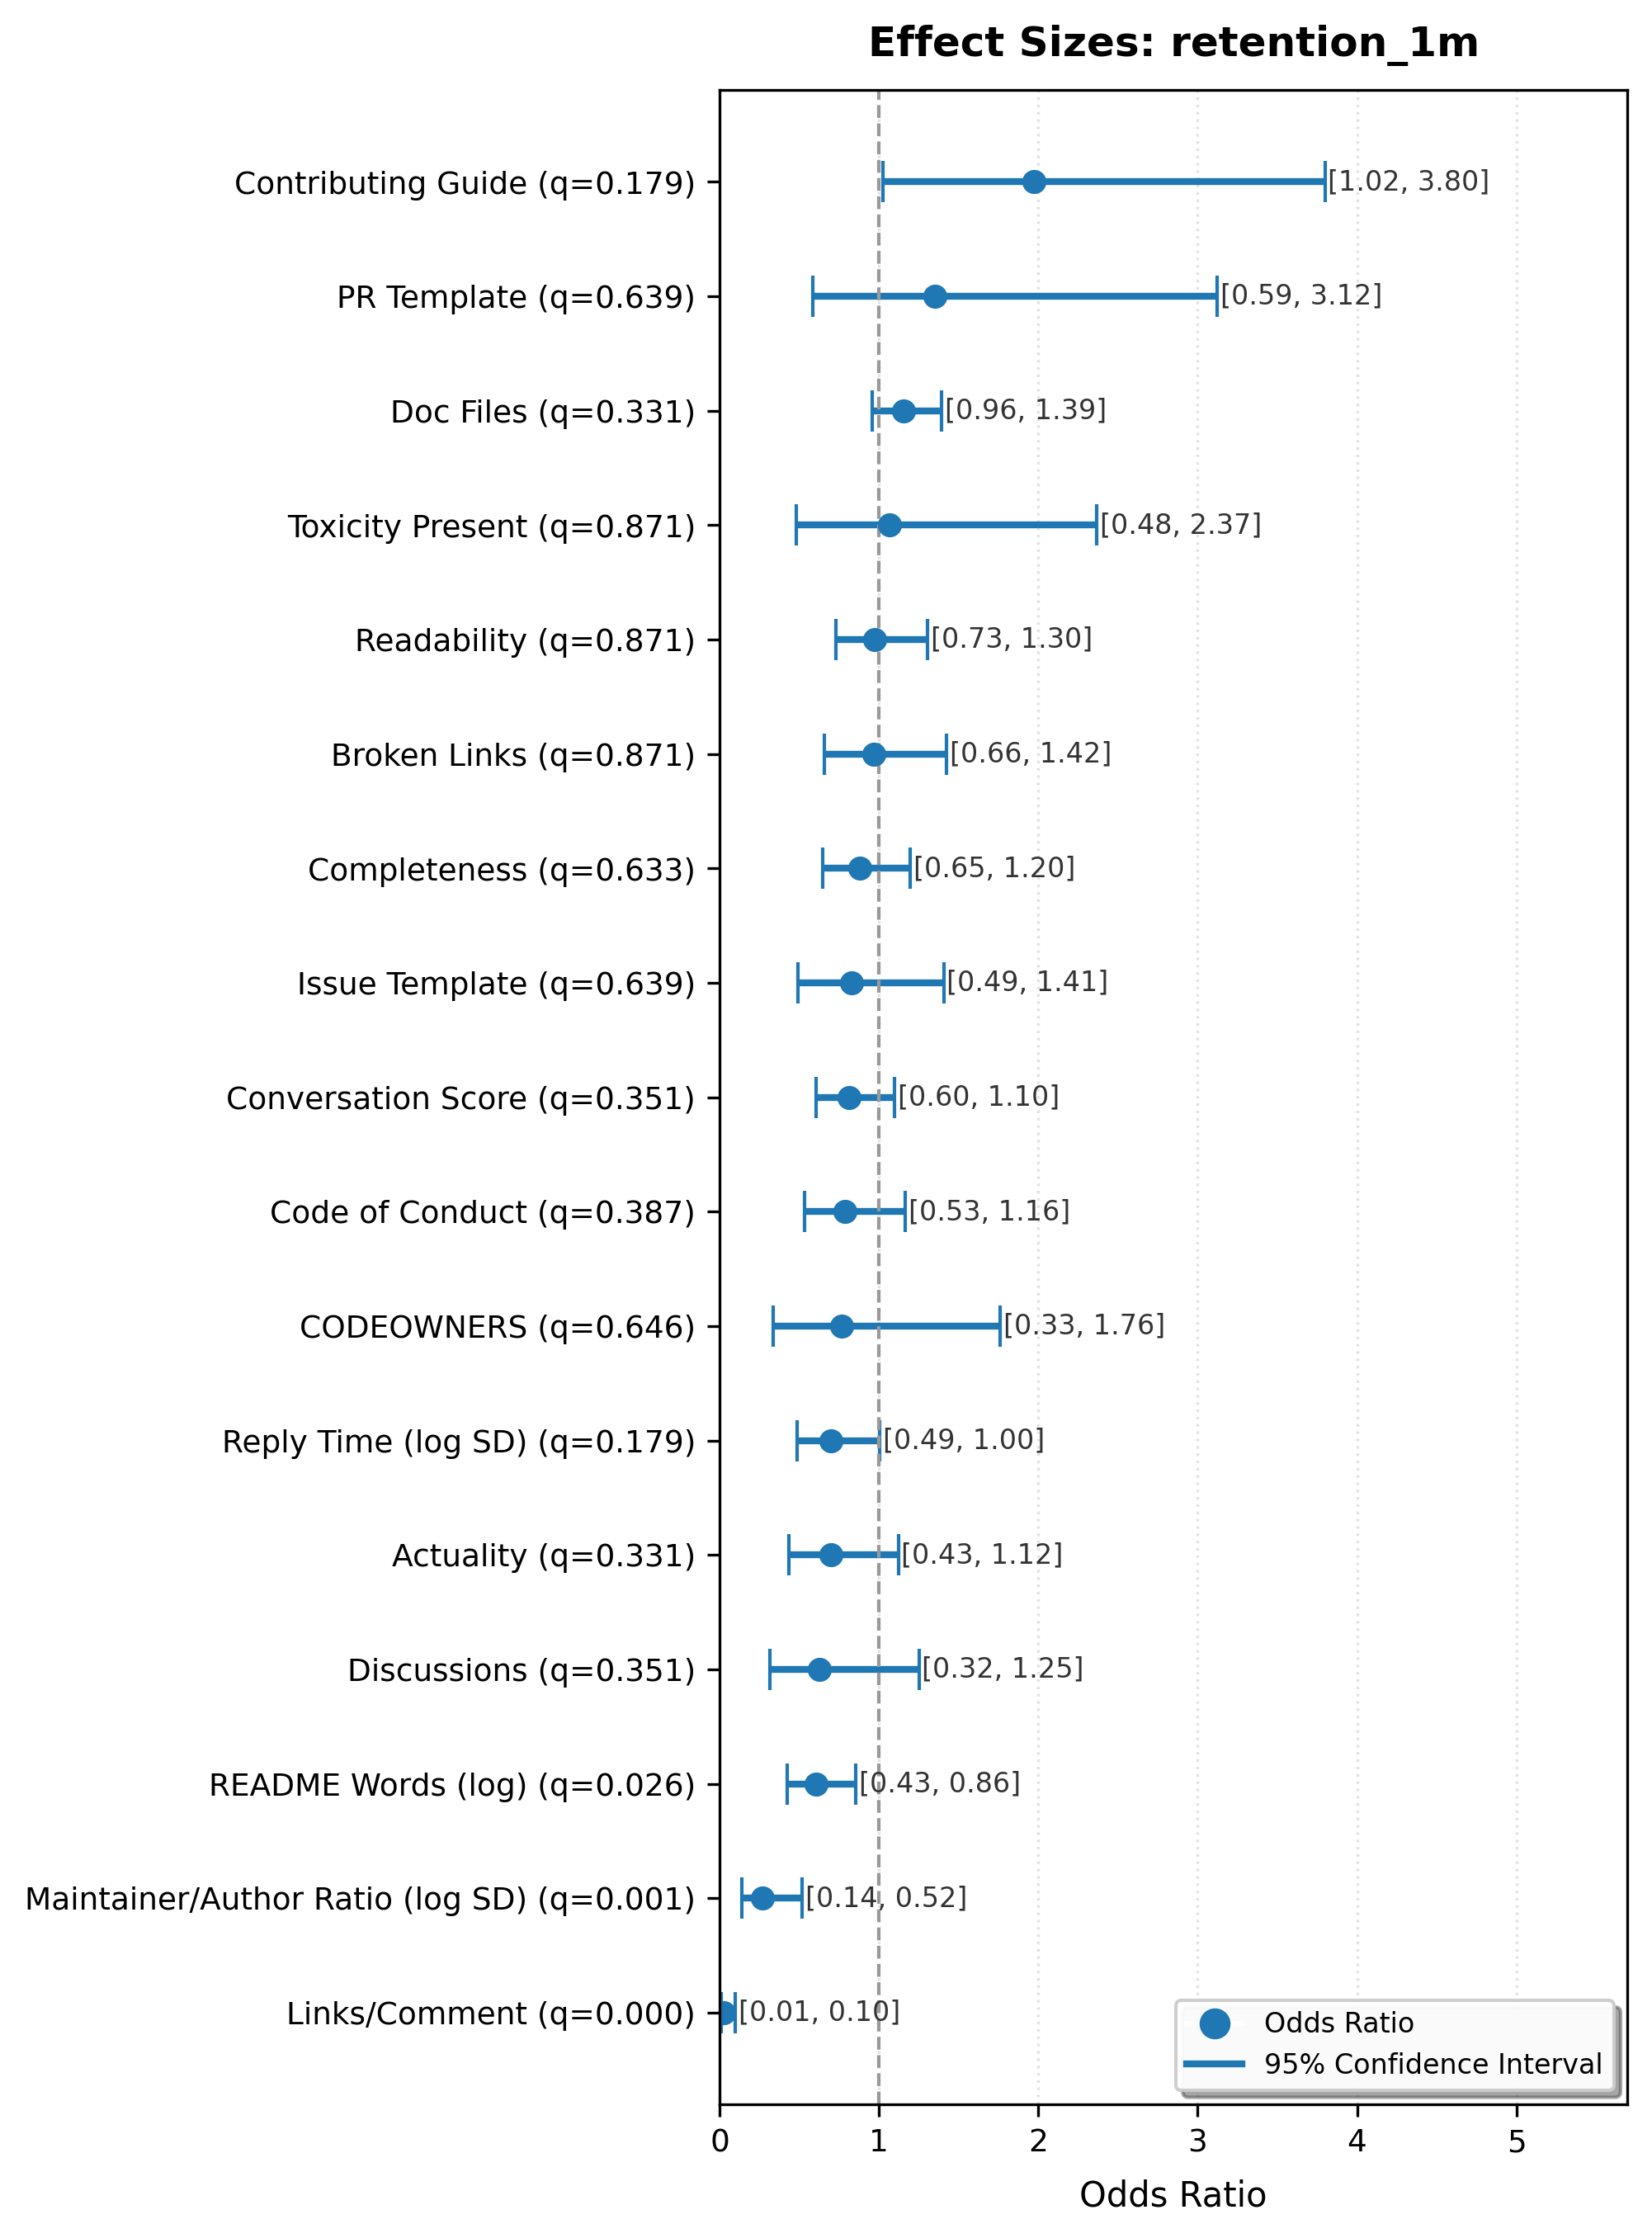 Effect Sizes: retention_1m
Contributing Guide (q=0.179) [1.02, 3.80]
PR Template (q=0.639) [0.59, 3.12]
Doc Files (q=0.331) [0.96, 1.39]
Toxicity Present (q=0.871) [0.48, 2.37]
Readability (q=0.871) [0.73, 1.30]
Broken Links (q=0.871) [0.66, 1.42]
Completeness (q=0.633) [0.65, 1.20]
Issue Template (q=0.639) [0.49, 1.41]
Conversation Score (q=0.351) [0.60, 1.10]
Code of Conduct (q=0.387) [0.53, 1.16]
CODEOWNERS (q=0.646) [0.33, 1.76]
Reply Time (log SD) (q=0.179) [0.49, 1.00]
Actuality (q=0.331) [0.43, 1.12]
Discussions (q=0.351) [0.32, 1.25]
README Words (log) (q=0.026) [0.43, 0.86]
Maintainer/Author Ratio (log SD) (q=0.001) [0.14, 0.52]
Links/Comment (q=0.000) [0.01, 0.10]
Odds Ratio
95% Confidence Interval
0 1 2 3 4 5
Odds Ratio